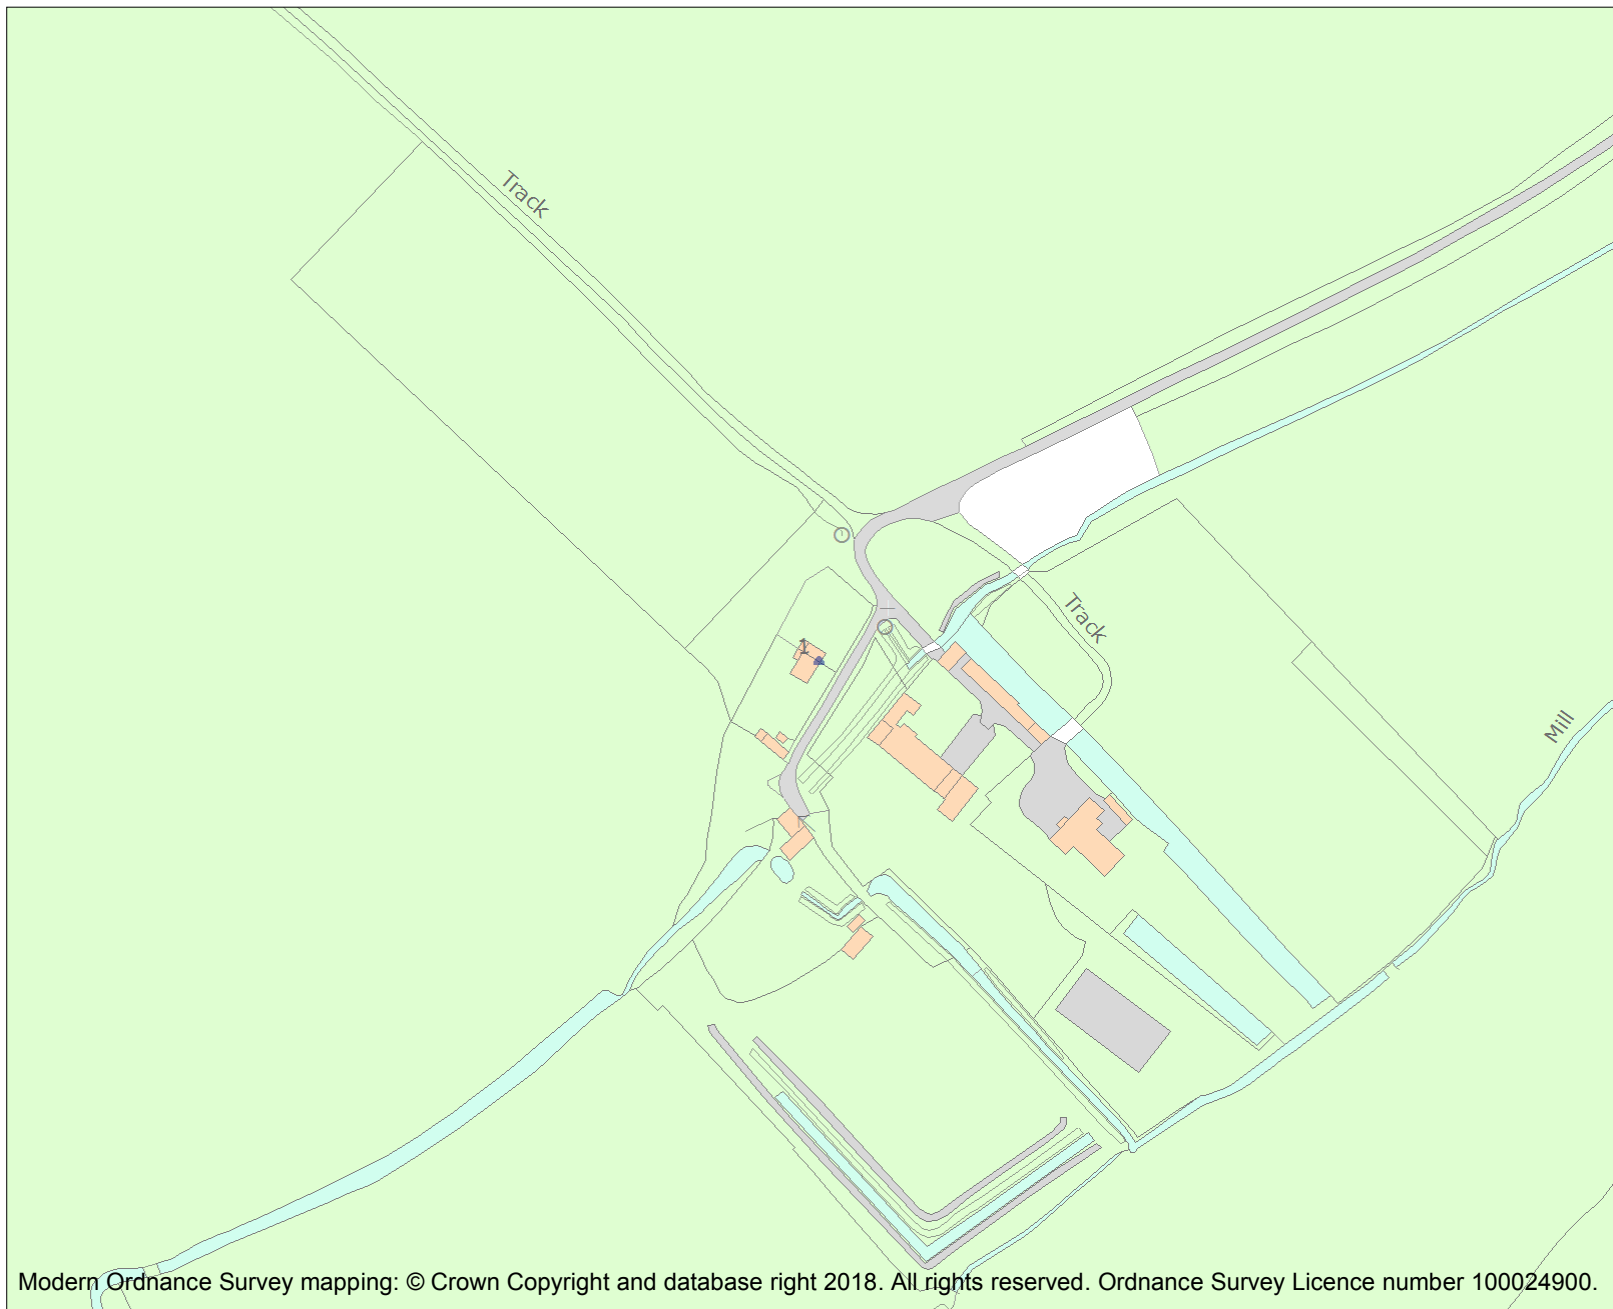 Track
Track
Mill
1
Modern Ordnance Survey mapping: © Crown Copyright and database right 2018. All rights reserved. Ordnance Survey Licence number 100024900.